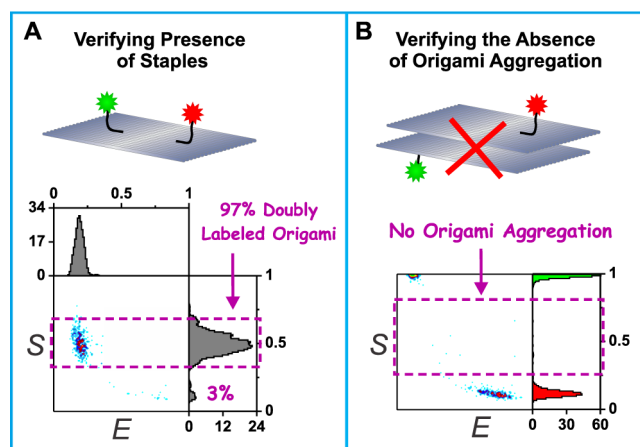 A
Verifying Presence
of Staples
0 0.5 1
34
17
0
97% Doubly
Labeled Origami
1
0.5
0
S
3%
E
0 12 24
B
Verifying the Absence
of Origami Aggregation
No Origami Aggregation
1
0.5
0
S
E
0 30 60